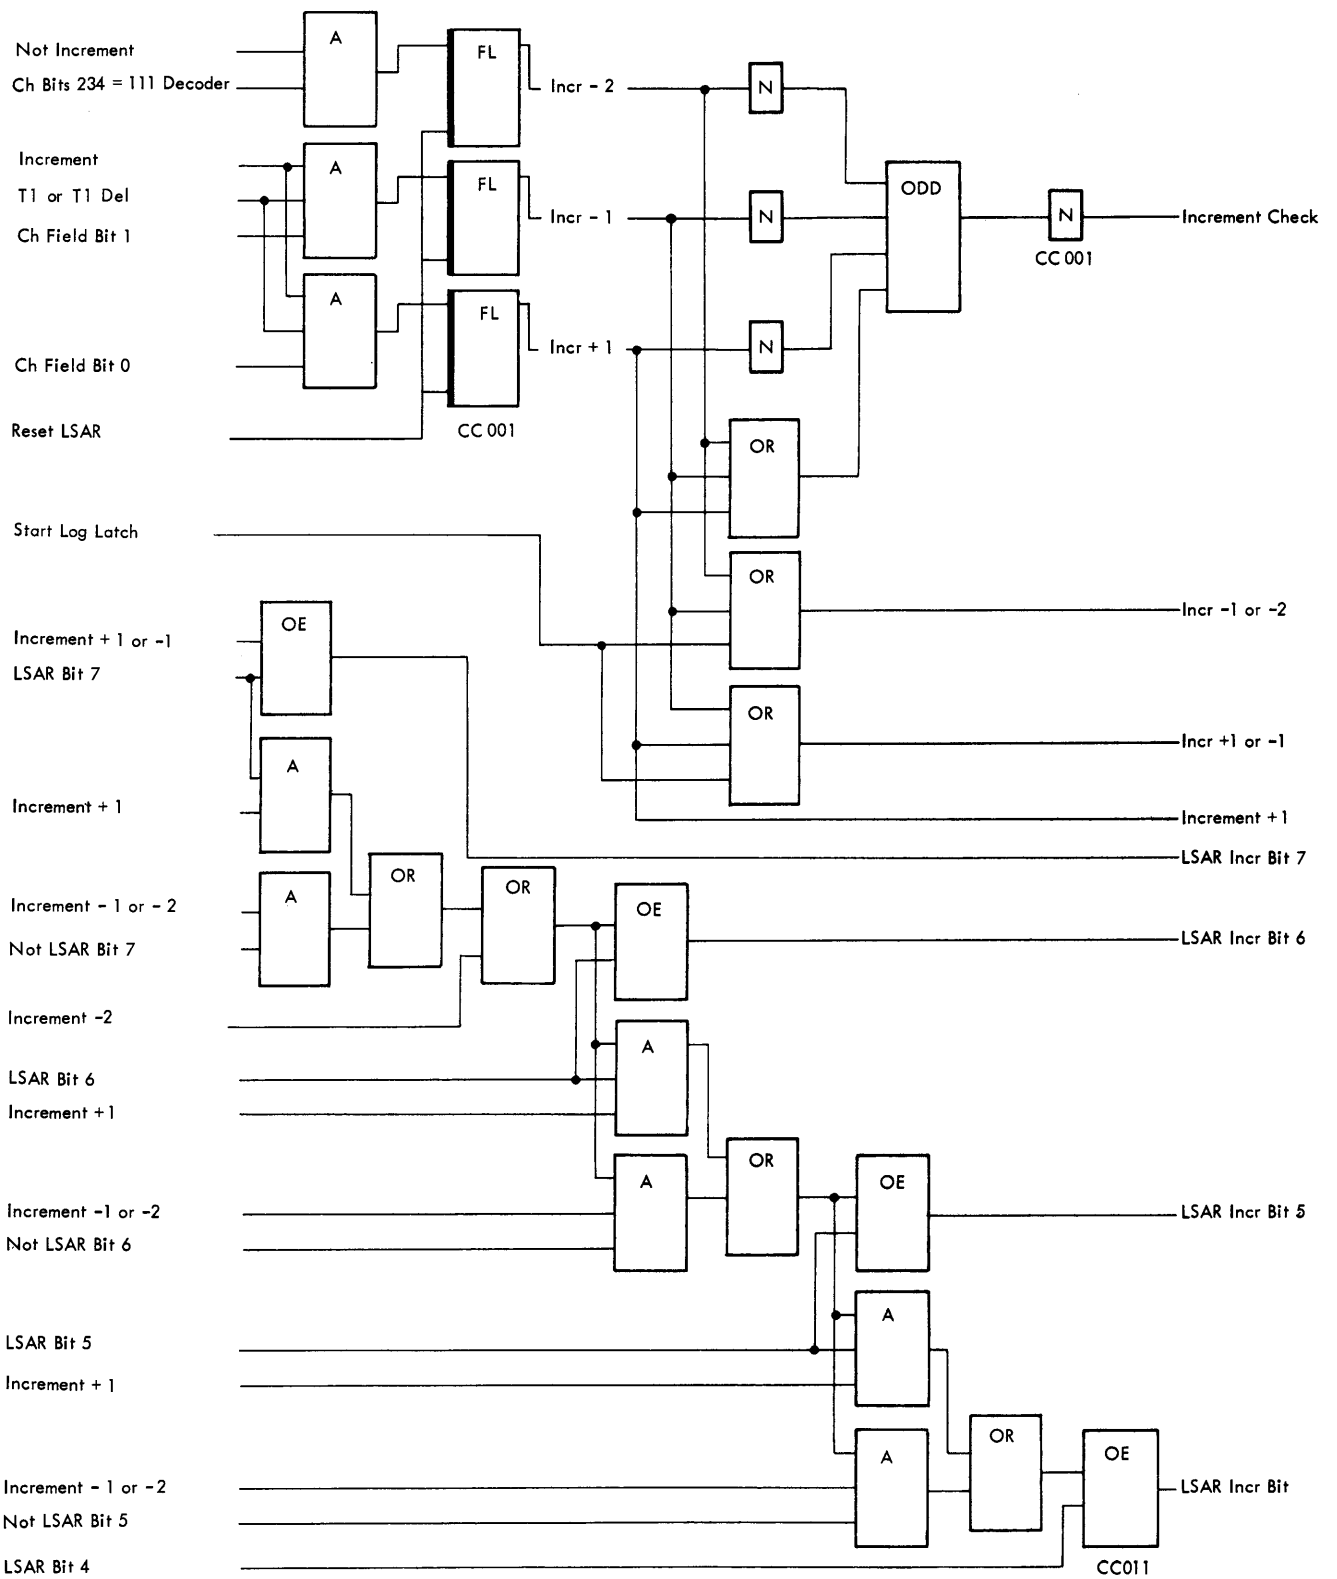 Not Increment
Ch Bits 234 = 111 Decoder
A
FL
Incr - 2
N
Increment
T1 or T1 Del
Ch Field Bit 1
A
FL
Incr - 1
N
ODD
N
Increment Check
CC 001
A
FL
Incr + 1
N
Ch Field Bit 0
Reset LSAR
CC 001
OR
Start Log Latch
OR
Incr -1 or -2
OE
Increment + 1 or -1
LSAR Bit 7
OR
Incr +1 or -1
A
Increment + 1
Increment +1
LSAR Incr Bit 7
A
OR
OR
OE
Increment - 1 or - 2
Not LSAR Bit 7
LSAR Incr Bit 6
Increment -2
A
LSAR Bit 6
Increment +1
A
OR
OE
Increment -1 or -2
Not LSAR Bit 6
LSAR Incr Bit 5
A
LSAR Bit 5
Increment + 1
A
OR
OE
Increment - 1 or -2
LSAR Incr Bit
Not LSAR Bit 5
LSAR Bit 4
CC011